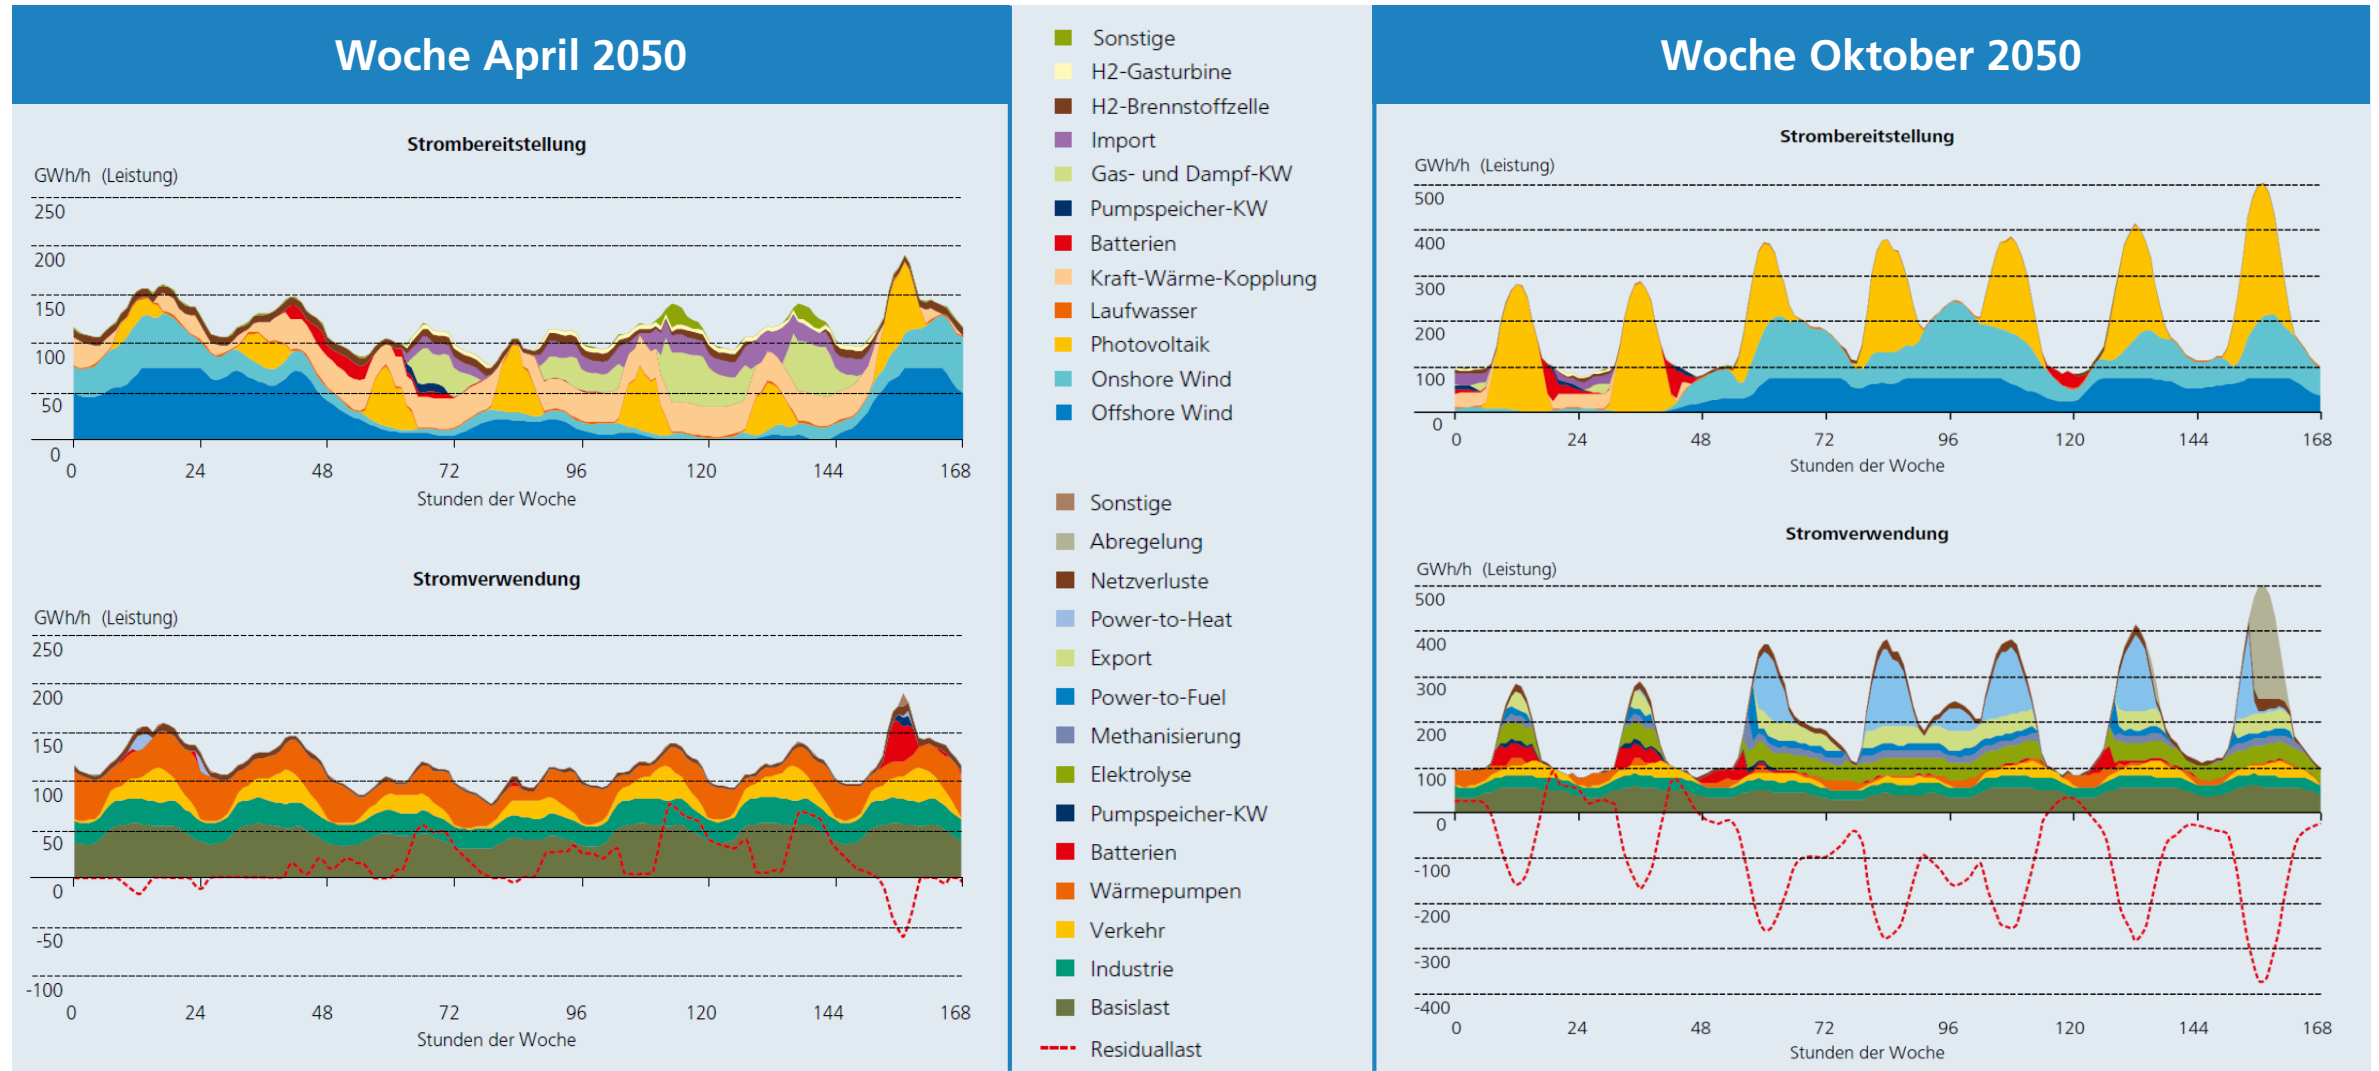 Woche April 2050
Strombereitstellung
GWh/h (Leistung)
250
200
150
100
50
0
0 24 48 72 96 120 144 168
Stunden der Woche
Stromverwendung
GWh/h (Leistung)
250
200
150
100
50
0
-50
-100
0 24 48 72 96 120 144 168
Stunden der Woche
Sonstige
H2-Gasturbine
H2-Brennstoffzelle
Import
Gas- und Dampf-KW
Pumpspeicher-KW
Batterien
Kraft-Wärme-Kopplung
Laufwasser
Photovoltaik
Onshore Wind
Offshore Wind
Sonstige
Abregelung
Netzverluste
Power-to-Heat
Export
Power-to-Fuel
Methanisierung
Elektrolyse
Pumpspeicher-KW
Batterien
Wärmepumpen
Verkehr
Industrie
Basislast
Residuallast
Woche Oktober 2050
Strombereitstellung
GWh/h (Leistung)
500
400
300
200
100
0
0 24 48 72 96 120 144 168
Stunden der Woche
Stromverwendung
GWh/h (Leistung)
500
400
300
200
100
0
-100
-200
-300
-400
0 24 48 72 96 120 144 168
Stunden der Woche